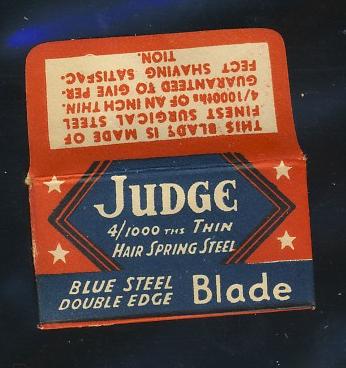 THIS BLADE IS MADE OF
FINEST SURGICAL STEEL
4/1000ths OF AN INCH THIN.
GUARANTEED TO GIVE PER-
FECT SHAVING SATISFAC-
TION.
JUDGE
4/1000 THS THIN
HAIR SPRING STEEL
BLUE STEEL
DOUBLE EDGE
Blade